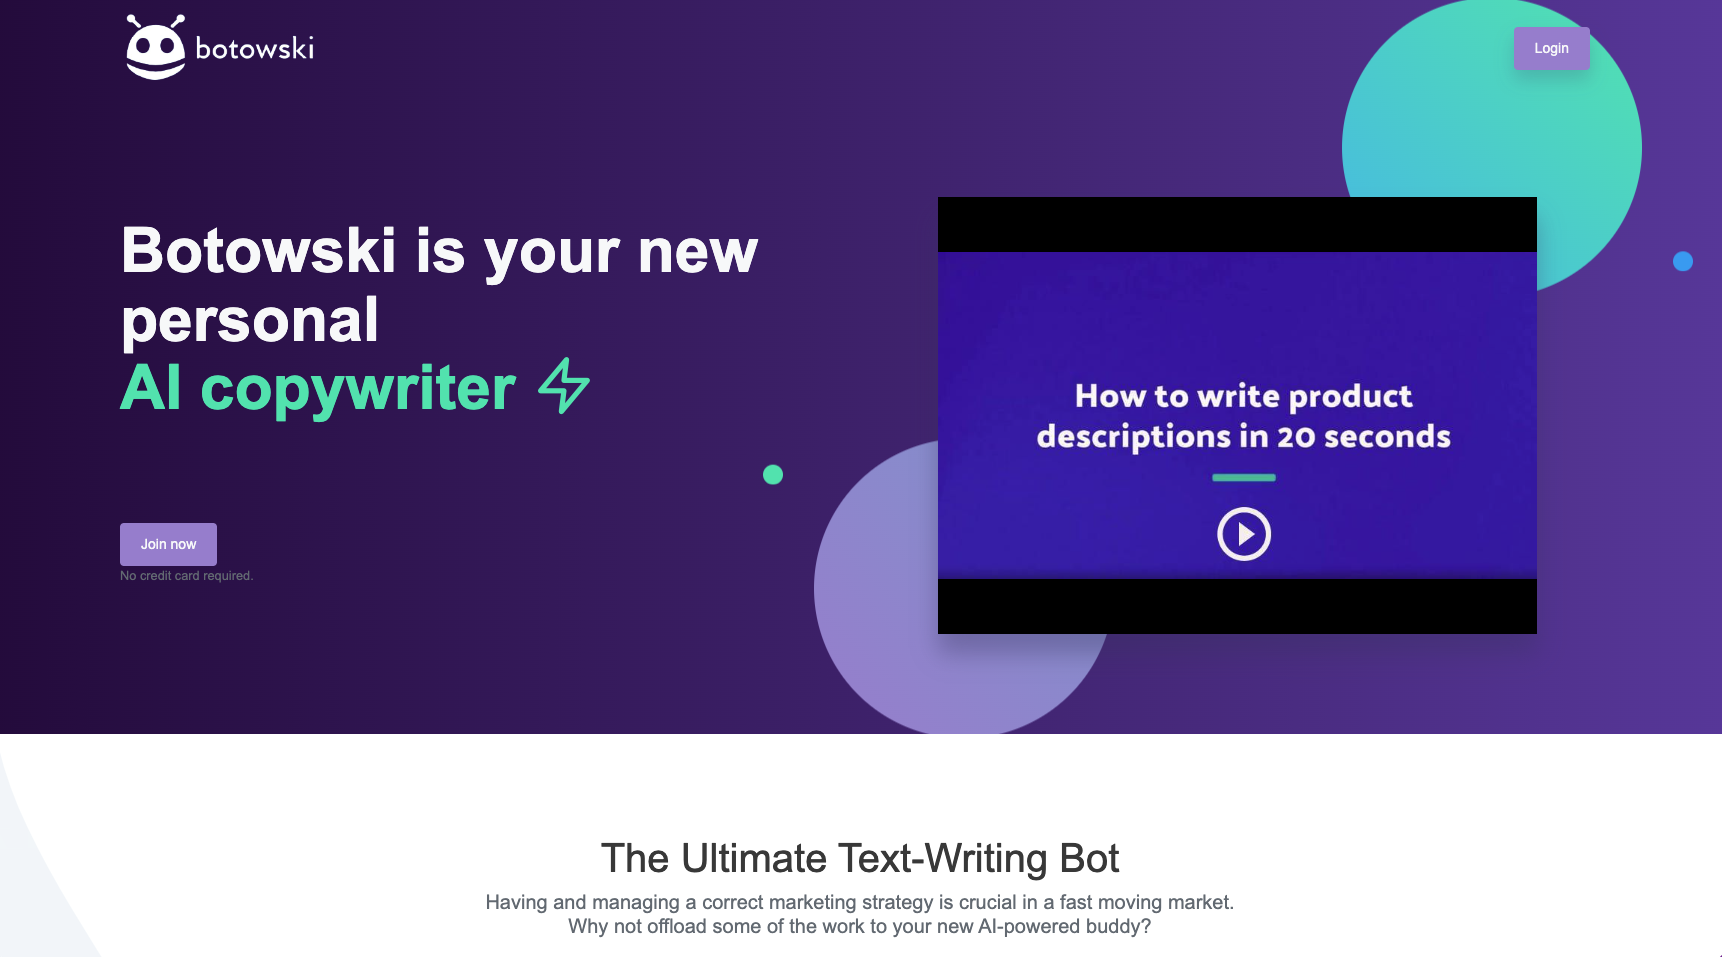 botowski
Login
Botowski is your new
personal
AI copywriter
How to write product
descriptions in 20 seconds
Join now
No credit card required.
The Ultimate Text-Writing Bot
Having and managing a correct marketing strategy is crucial in a fast moving market.
Why not offload some of the work to your new AI-powered buddy?